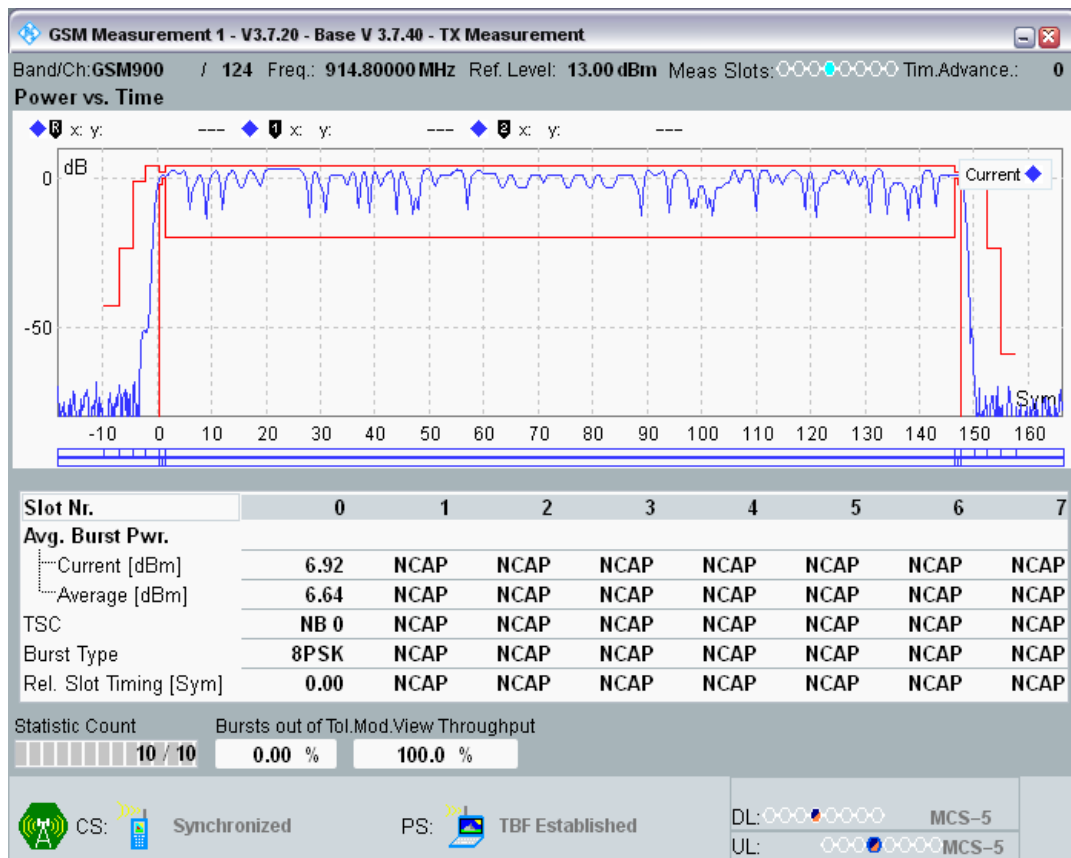 GSM Measurement 1 - V3.7.20 - Base V 3.7.40 - TX Measurement
Band/Ch:GSM900 / 124 Freq.: 914.80000 MHz Ref. Level: 13.00 dBm Meas Slots: Tim.Advance.: 0
Power vs. Time
R x: y: --- 1 x: y: --- 2 x: y: ---
dB
Current
0
-50
Sym
-10 0 10 20 30 40 50 60 70 80 90 100 110 120 130 140 150 160
Slot Nr. 0 1 2 3 4 5 6 7
Avg. Burst Pwr.
Current [dBm] 6.92 NCAP NCAP NCAP NCAP NCAP NCAP NCAP
Average [dBm] 6.64 NCAP NCAP NCAP NCAP NCAP NCAP NCAP
TSC NB 0 NCAP NCAP NCAP NCAP NCAP NCAP NCAP
Burst Type 8PSK NCAP NCAP NCAP NCAP NCAP NCAP NCAP
Rel. Slot Timing [Sym] 0.00 NCAP NCAP NCAP NCAP NCAP NCAP NCAP
Statistic Count Bursts out of Tol.Mod.View Throughput
10 / 10 0.00 % 100.0 %
CS: Synchronized PS: TBF Established
DL: MCS-5
UL: MCS-5